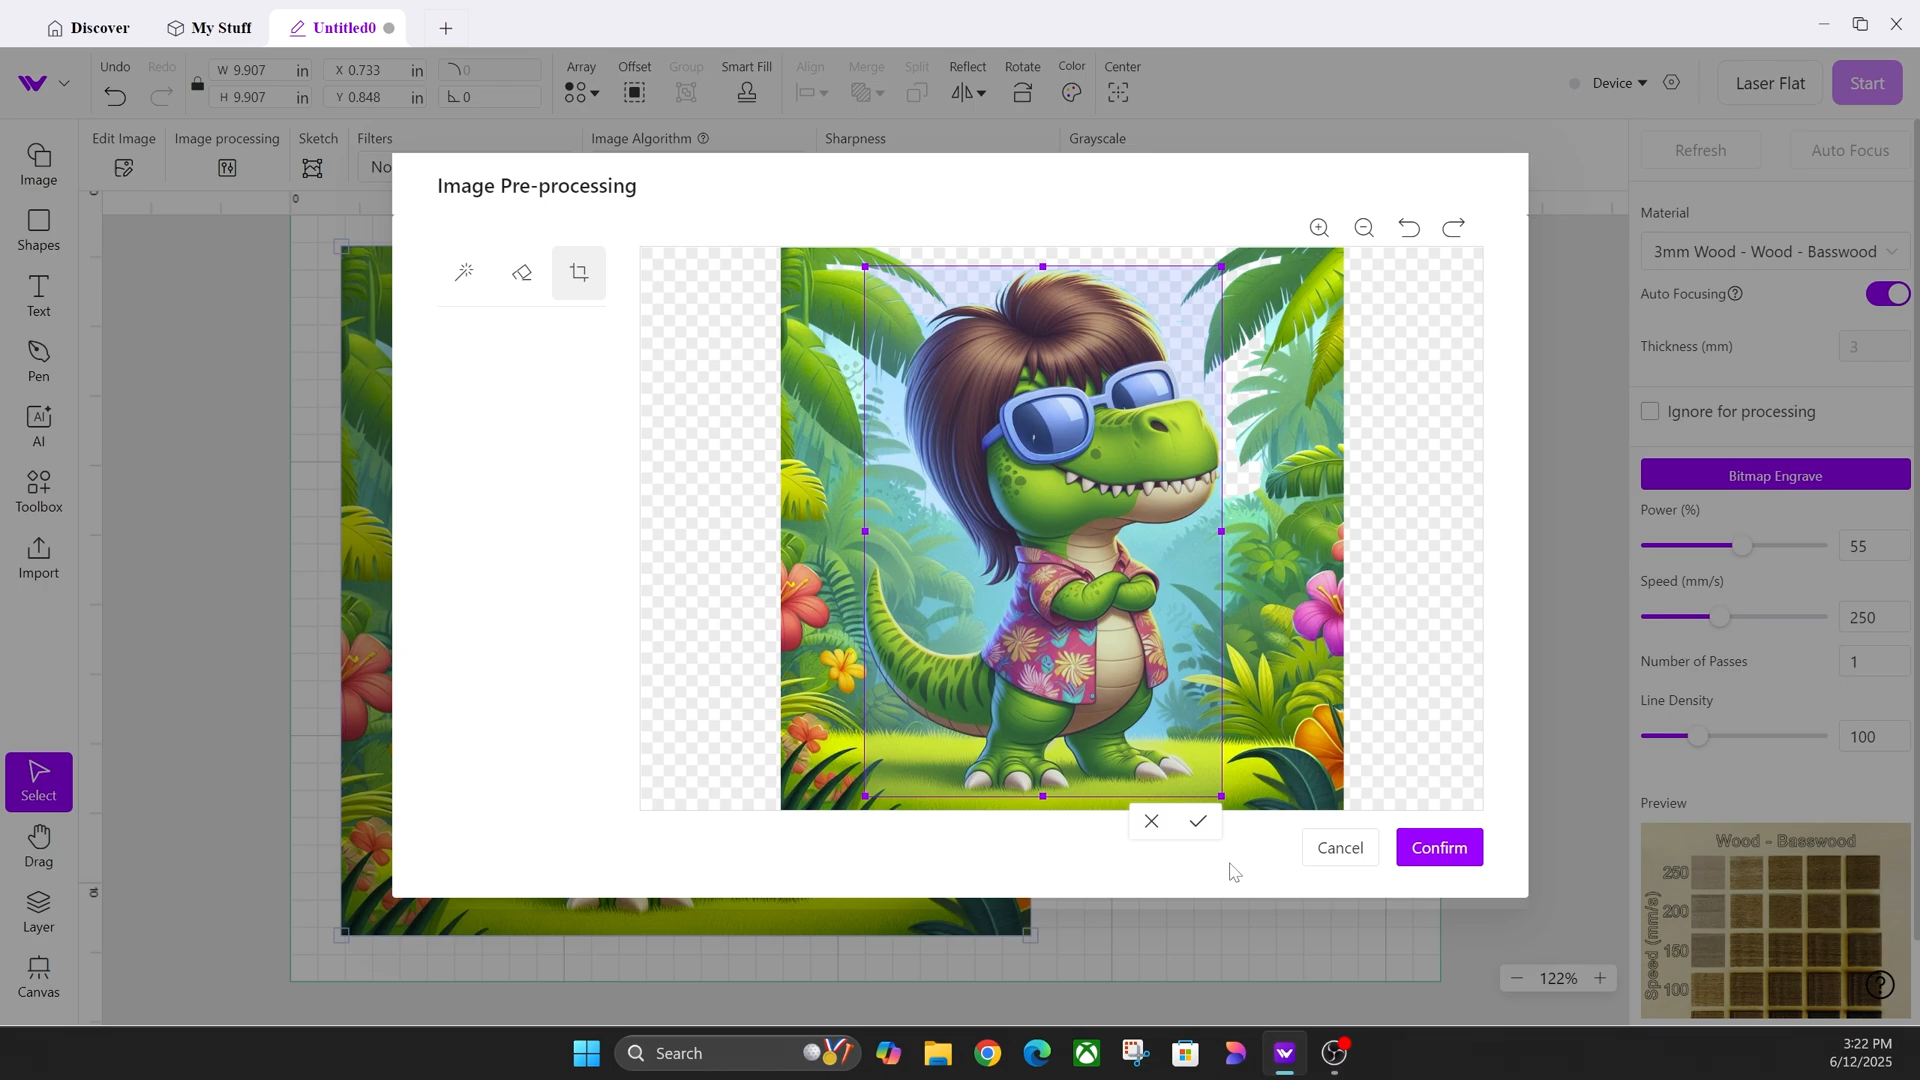 Discover
My Stuff
Untitled0
Undo
Redo
W 9.907 in
H 9.907 in
X 0.733 in
Y 0.848 in
0
0
Array
Offset
Group
Smart Fill
Align
Merge
Split
Reflect
Rotate
Color
Center
Device
Laser Flat
Start
Edit Image
Image processing
Sketch
Filters
No
Image Algorithm
Sharpness
Grayscale
Image
Shapes
Text
Pen
AI
AI
Toolbox
Import
Select
Drag
Layer
Canvas
0
10
Image Pre-processing
Cancel
Confirm
122%
Refresh
Auto Focus
Material
3mm Wood - Wood - Basswood
Auto Focusing
Thickness (mm)
3
Ignore for processing
Bitmap Engrave
Power (%)
55
Speed (mm/s)
250
Number of Passes
1
Line Density
100
Preview
Wood - Basswood
Speed (mm/s)
250
200
150
100
Search
3:22 PM
6/12/2025